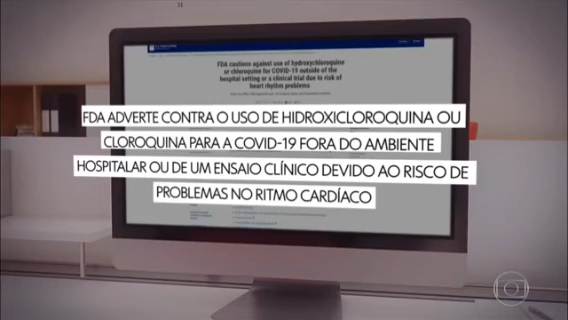 FDA cautions against use of hydroxychloroquine
or chloroquine for COVID-19 outside of the
hospital setting or a clinical trial due to risk of
heart rhythm problems
FDA ADVERTE CONTRA O USO DE HIDROXICLOROQUINA OU
CLOROQUINA PARA A COVID-19 FORA DO AMBIENTE
HOSPITALAR OU DE UM ENSAIO CLÍNICO DEVIDO AO RISCO DE
PROBLEMAS NO RITMO CARDÍACO